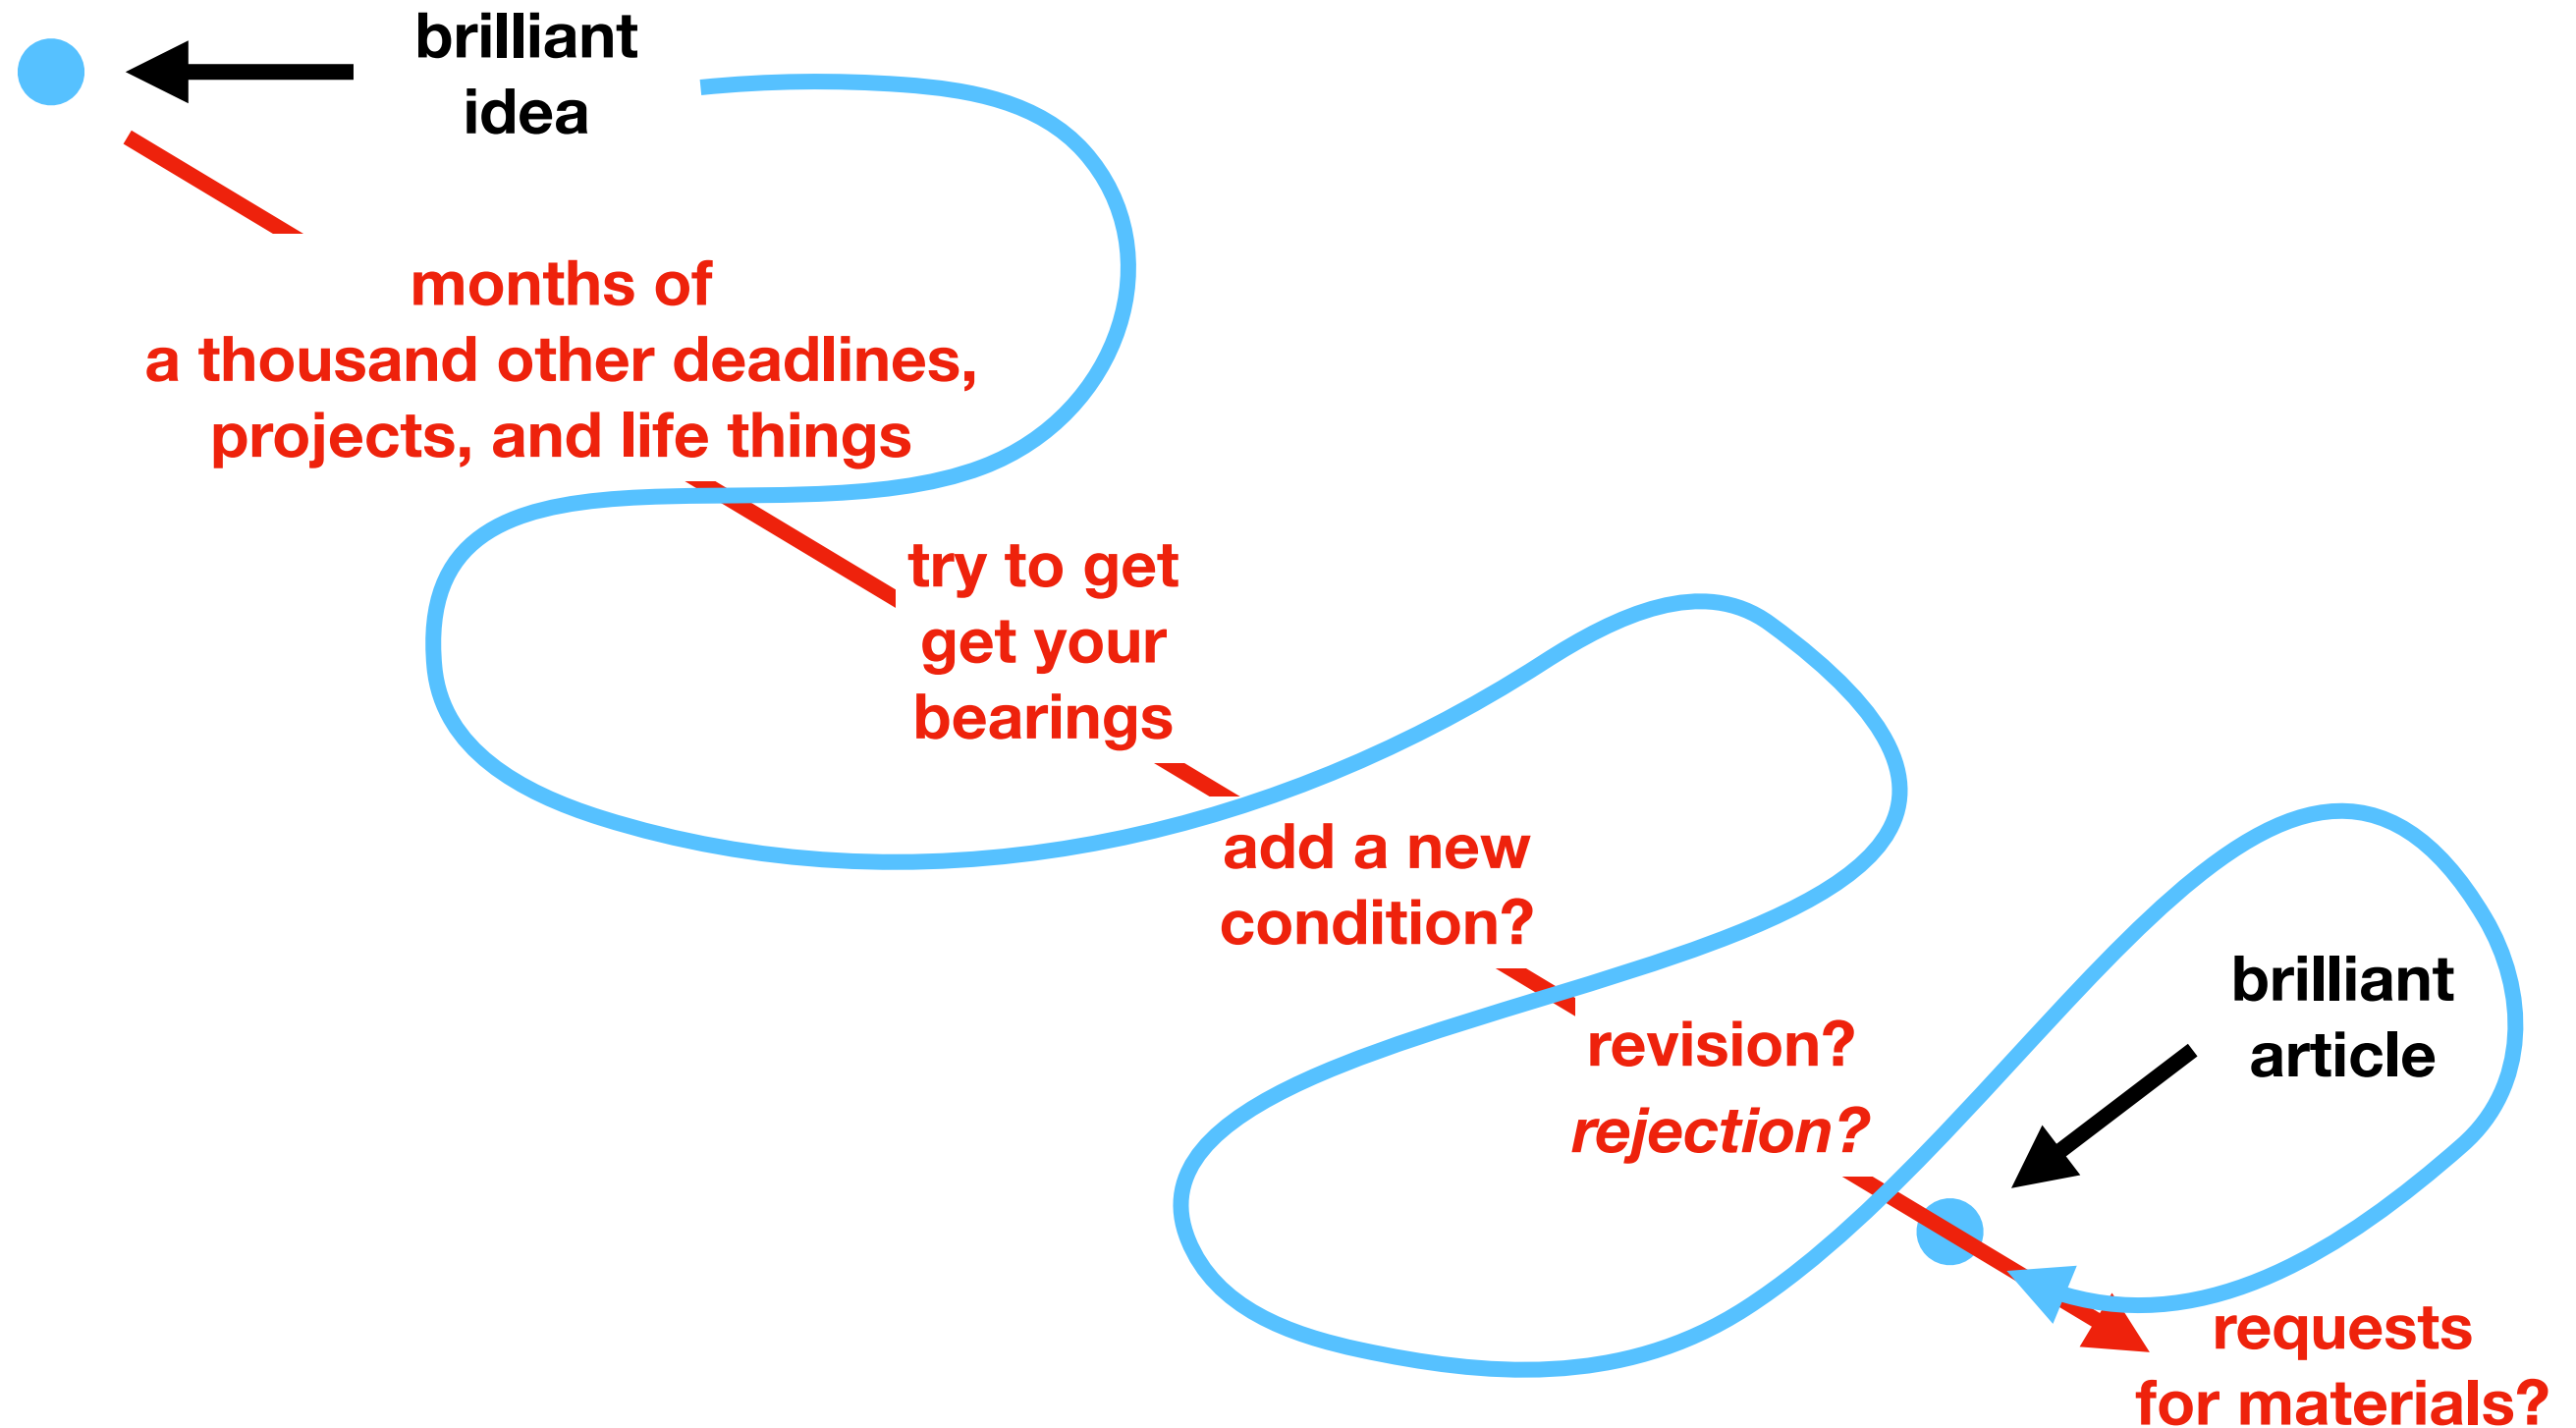 brilliant
idea
months of
a thousand other deadlines,
projects, and life things
try to get
get your
bearings
add a new
condition?
revision?
rejection?
brilliant
article
requests
for materials?